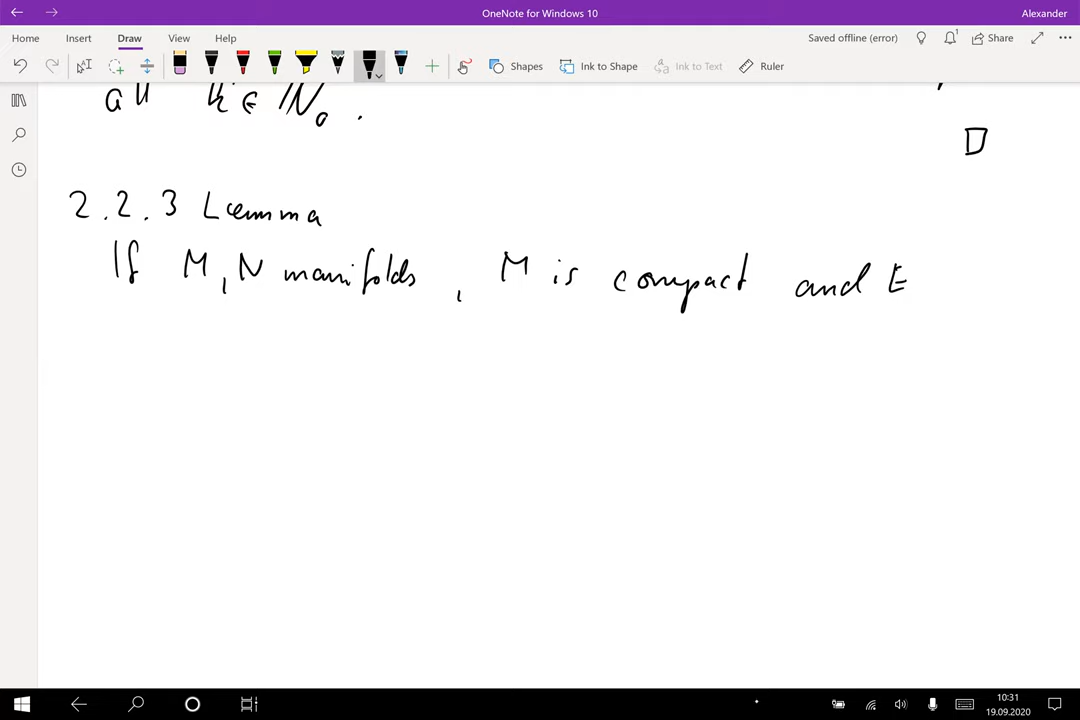 OneNote for Windows 10
Alexander
Home Insert Draw View Help
Saved offline (error) 1 Share
Shapes Ink to Shape Ink to Text Ruler
all k ∈ ℕ₀ .
2.2.3 Lemma
If M, N manifolds , M is compact and E
10:31
19.09.2020